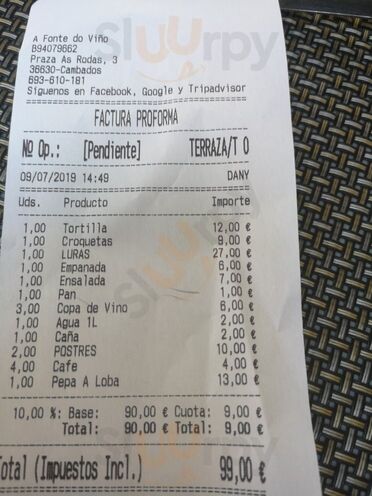 A Fonte do Viño
B94079662
Praza As Rodas, 3
36630-Cambados
693-610-181
Siguenos en Facebook, Google y Tripadvisor
FACTURA PROFORMA
Nº Op.: [Pendiente] TERRAZA/T 0
09/07/2019 14:49 DANY
Uds. Producto Importe
1,00 Tortilla 12,00 €
1,00 Croquetas 9,00 €
1,00 LURAS 27,00 €
1,00 Empanada 6,00 €
1,00 Ensalada 7,00 €
1,00 Pan 1,00 €
3,00 Copa de Vino 6,00 €
1,00 Agua 1L 2,00 €
1,00 Caña 2,00 €
2,00 POSTRES 10,00 €
4,00 Cafe 4,00 €
1,00 Pepa A Loba 13,00 €
10,00 %: Base: 90,00 € Cuota: 9,00 €
Total: 90,00 € Total: 9,00 €
Total (Impuestos Incl.) 99,00 €
Sluurpy
Sluurpy
Sluurpy